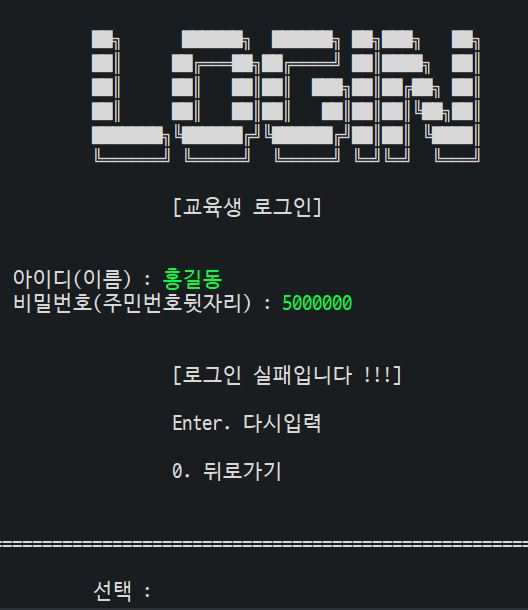 LOGIN
[교육생 로그인]
아이디(이름) : 홍길동
비밀번호(주민번호뒷자리) : 5000000
[로그인 실패입니다 !!!]
Enter. 다시입력
0. 뒤로가기
=====================================================
선택 :